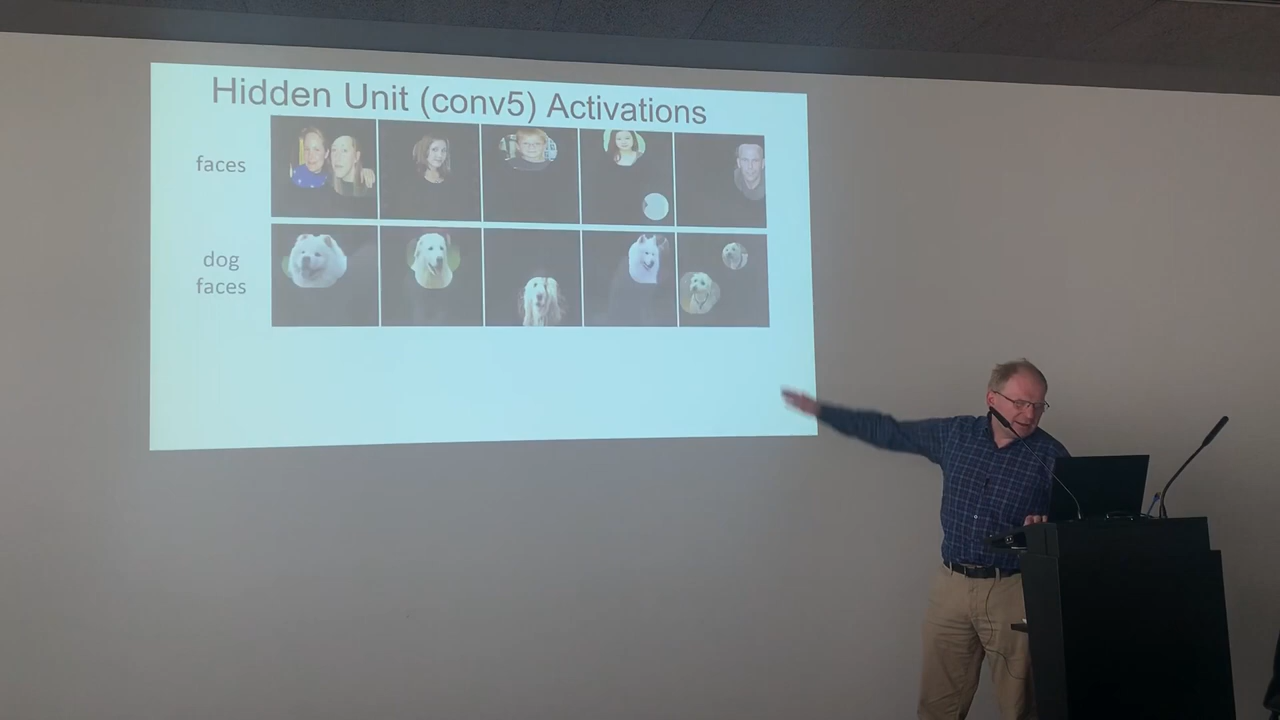 Hidden Unit (conv5) Activations
faces
dog
faces